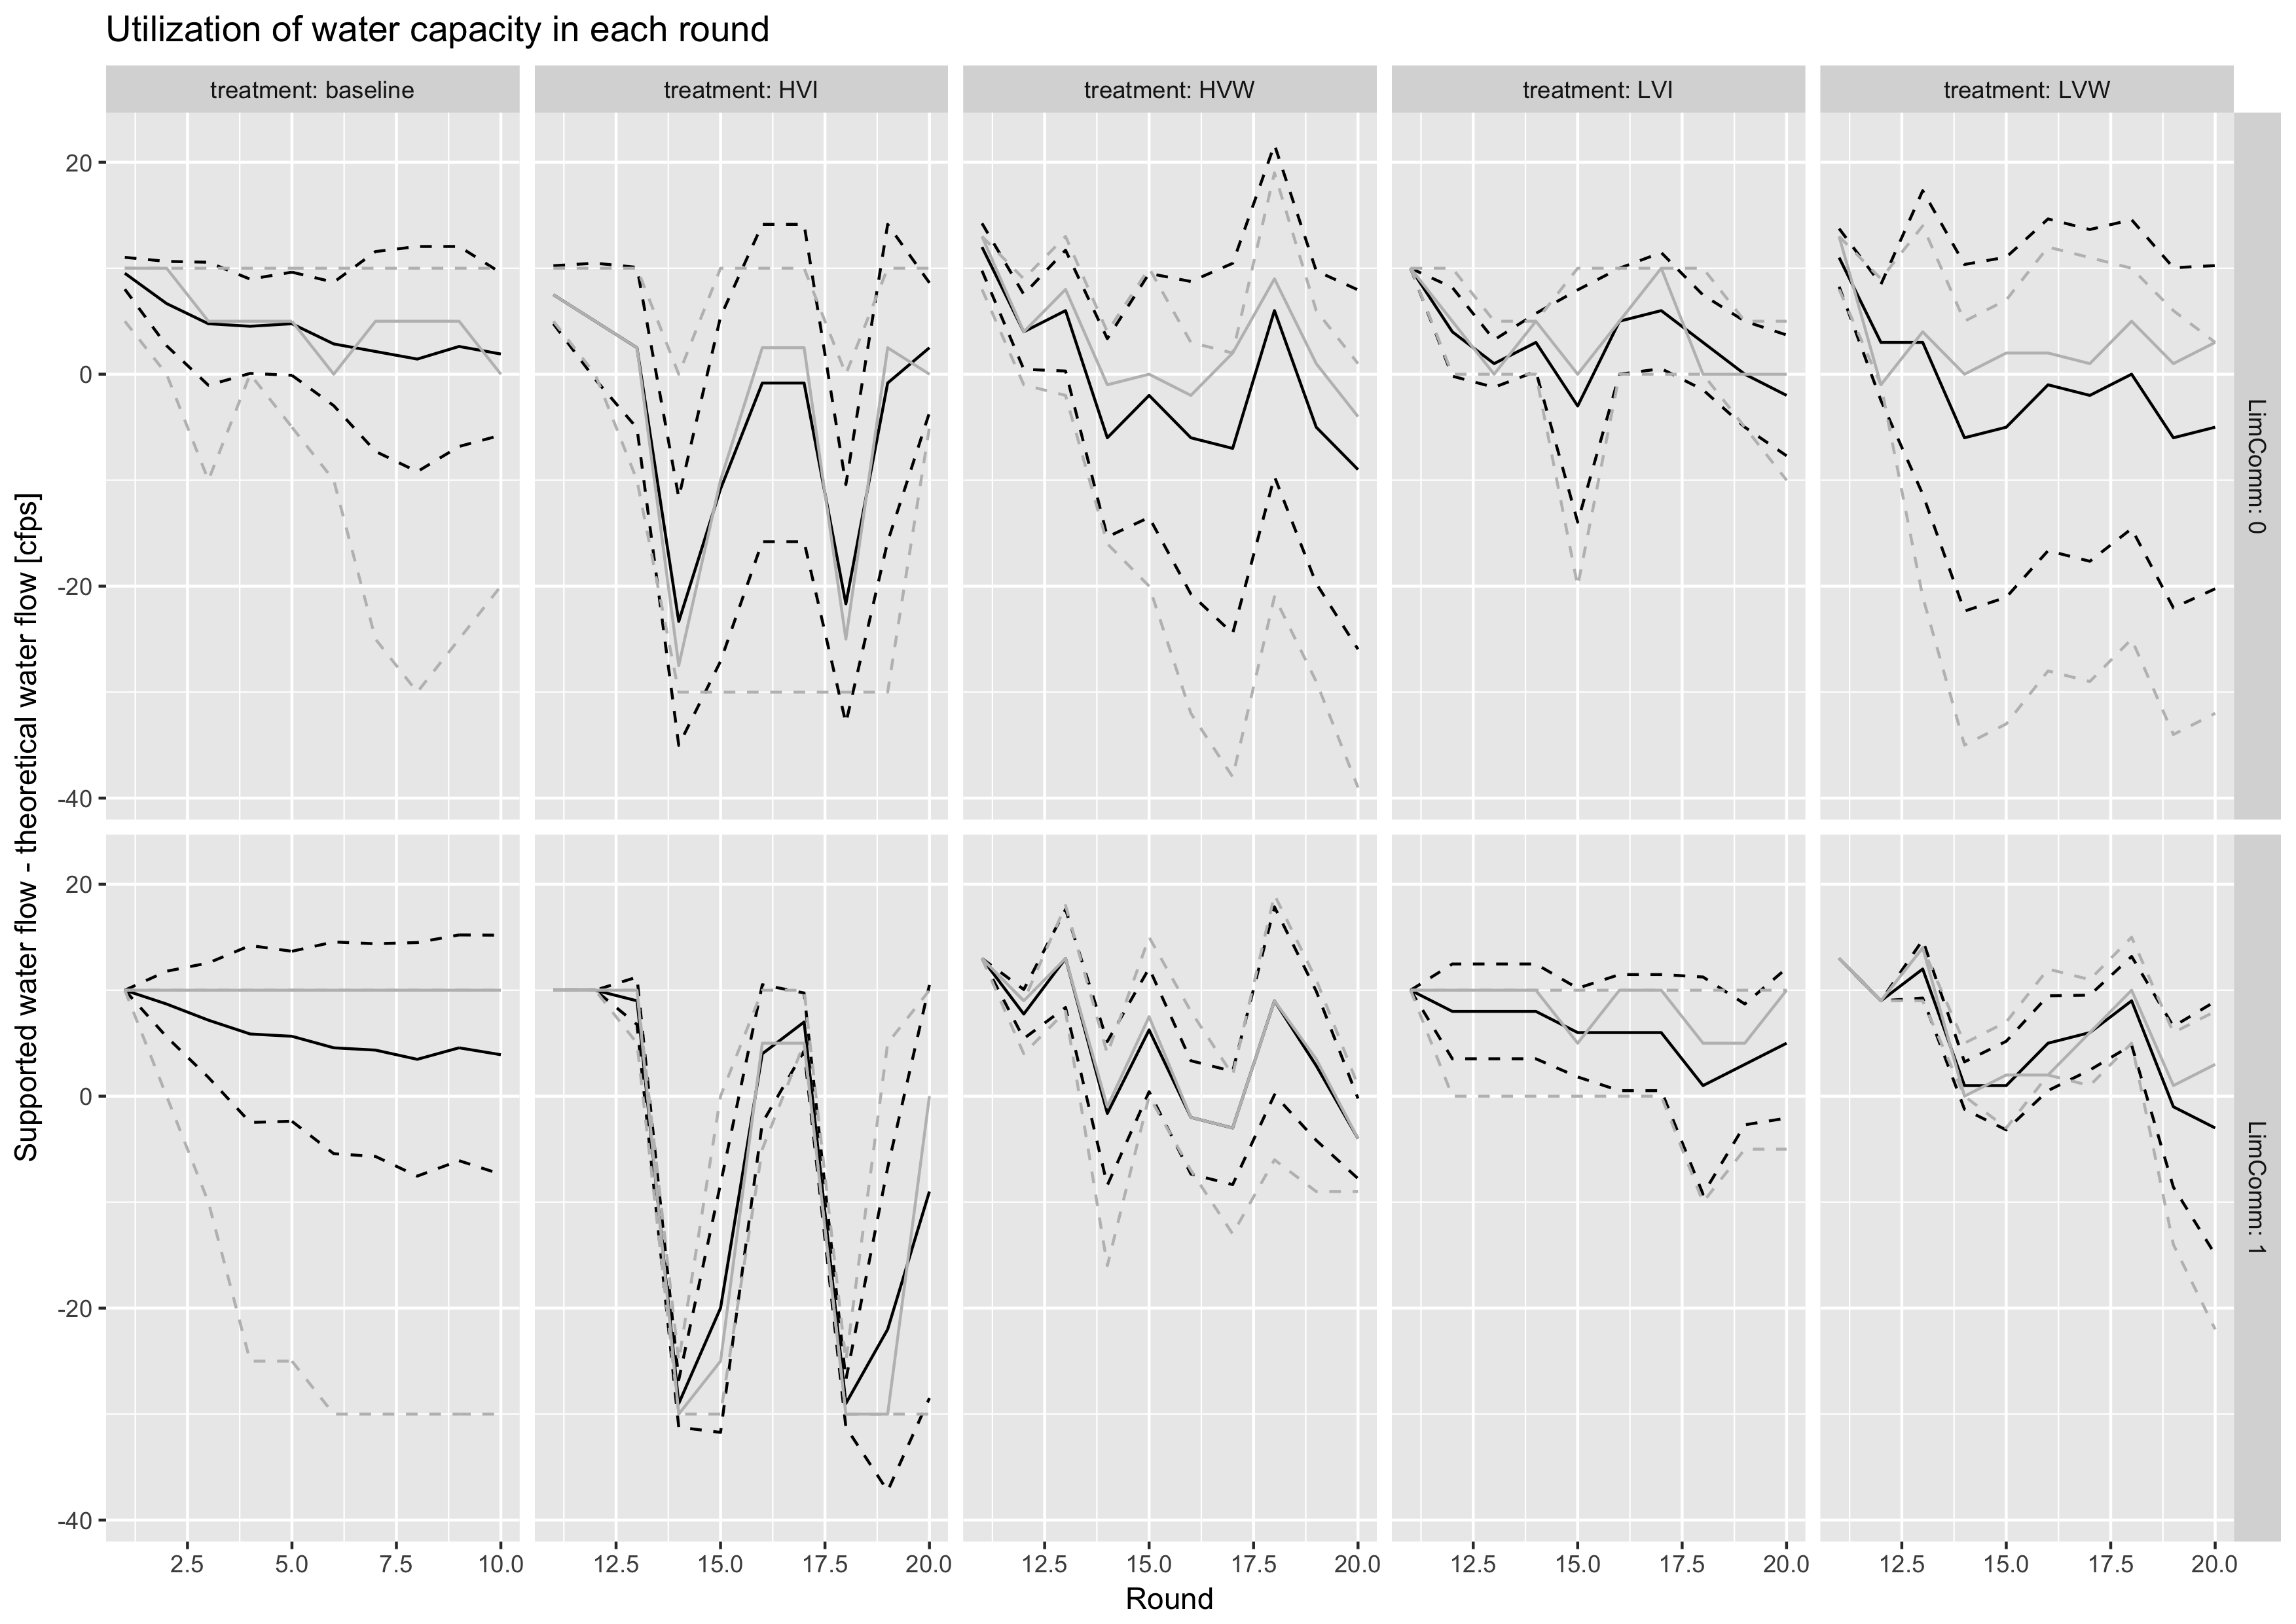 Utilization of water capacity in each round
treatment: baseline
treatment: HVI
treatment: HVW
treatment: LVI
treatment: LVW
Supported water flow - theoretical water flow [cfps]
20
0
-20
-40
LimComm: 0
20
0
-20
-40
LimComm: 1
2.5 5.0 7.5 10.0
12.5 15.0 17.5 20.0
12.5 15.0 17.5 20.0
12.5 15.0 17.5 20.0
12.5 15.0 17.5 20.0
Round